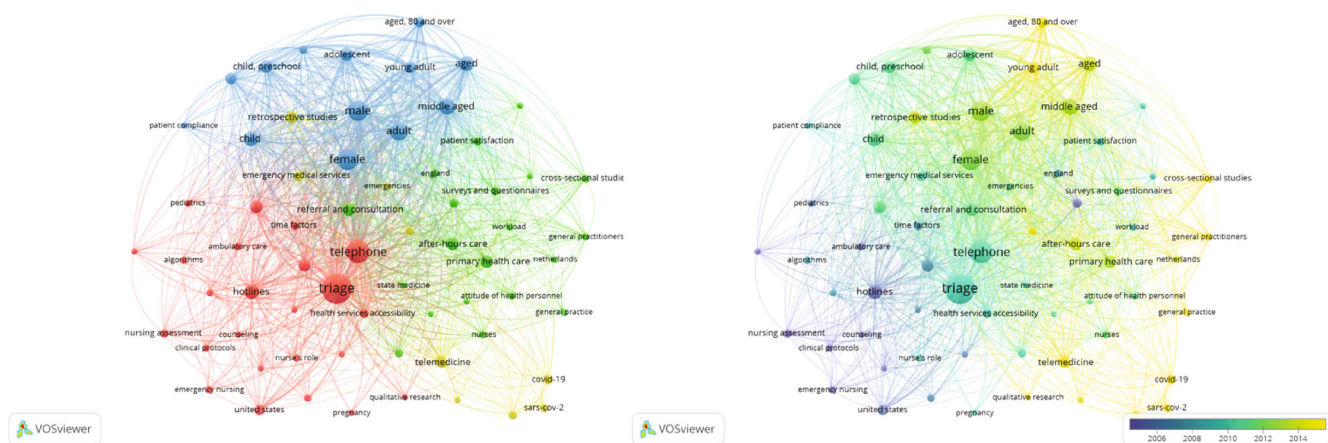 aged, 80 and over
adolescent
child, preschool
young adult
aged
male
middle aged
retrospective studies
adult
patient compliance
child
patient satisfaction
female
england
emergency medical services
emergencies
cross-sectional studie
surveys and questionnaires
pediatrics
referral and consultation
time factors
workload
ambulatory care
telephone
after-hours care
general practitioners
algorithms
primary health care
netherlands
hotlines
triage
state medicine
attitude of health personnel
health services accessibility
general practice
nursing assessment
counseling
nurses
clinical protocols
nurse's role
telemedicine
covid-19
emergency nursing
qualitative research
united states
pregnancy
sars-cov-2
VOSviewer
aged, 80 and over
adolescent
child, preschool
young adult
aged
male
middle aged
retrospective studies
adult
patient compliance
child
patient satisfaction
female
england
emergency medical services
cross-sectional studies
surveys and questionnaires
pediatrics
referral and consultation
time factors
workload
ambulatory care
telephone
after-hours care
general practitioners
algorithms
primary health care
netherlands
hotlines
triage
state medicine
attitude of health personnel
health services accessibility
general practice
nursing assessment
counseling
nurses
clinical protocols
nurse's role
telemedicine
covid-19
emergency nursing
qualitative research
united states
pregnancy
sars-cov-2
VOSviewer
2006 2008 2010 2012 2014